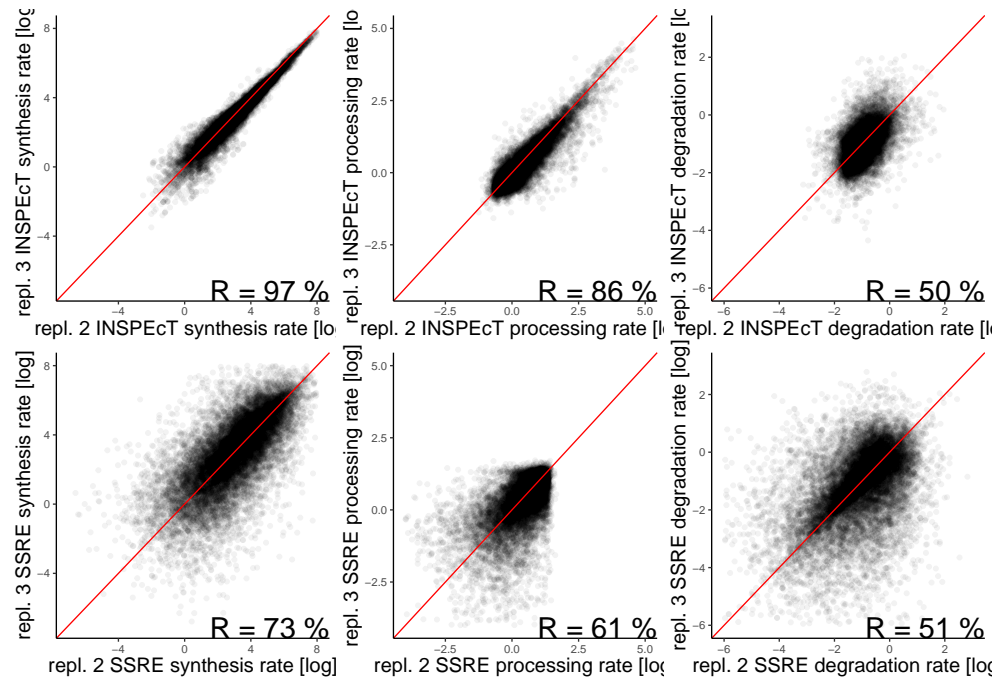 repl. 3 INSPEcT synthesis rate [log
8
4
0
−4
−4
0
4
8
R = 97 %
repl. 2 INSPEcT synthesis rate [log
repl. 3 INSPEcT processing rate [lo
5.0
2.5
0.0
−2.5
−2.5
0.0
2.5
5.0
R = 86 %
repl. 2 INSPEcT processing rate [l
repl. 3 INSPEcT degradation rate [lo
2
0
−2
−4
−6
−6
−4
−2
0
2
R = 50 %
repl. 2 INSPEcT degradation rate [lo
repl. 3 SSRE synthesis rate [log]
8
4
0
−4
−4
0
4
8
R = 73 %
repl. 2 SSRE synthesis rate [log]
repl. 3 SSRE processing rate [log]
5.0
2.5
0.0
−2.5
−2.5
0.0
2.5
5.0
R = 61 %
repl. 2 SSRE processing rate [log
repl. 3 SSRE degradation rate [log]
2
0
−2
−4
−6
−6
−4
−2
0
2
R = 51 %
repl. 2 SSRE degradation rate [log